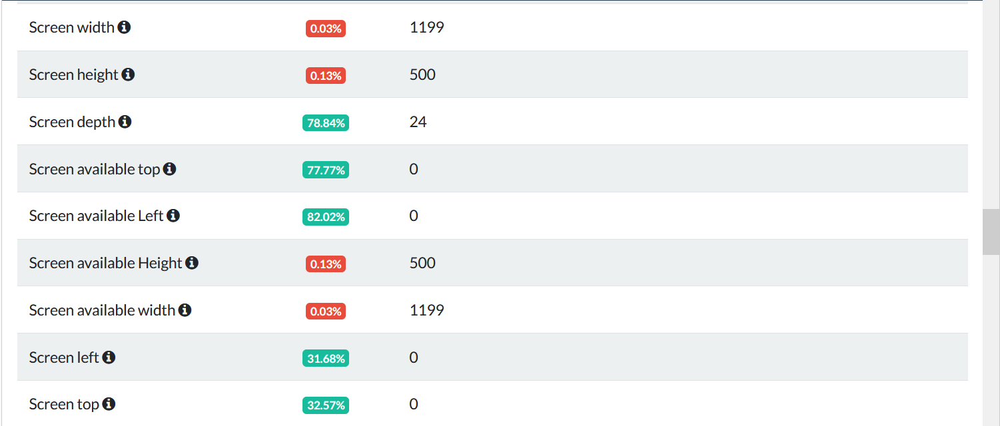 Screen width 0.03% 1199
Screen height 0.13% 500
Screen depth 78.84% 24
Screen available top 77.77% 0
Screen available Left 82.02% 0
Screen available Height 0.13% 500
Screen available width 0.03% 1199
Screen left 31.68% 0
Screen top 32.57% 0